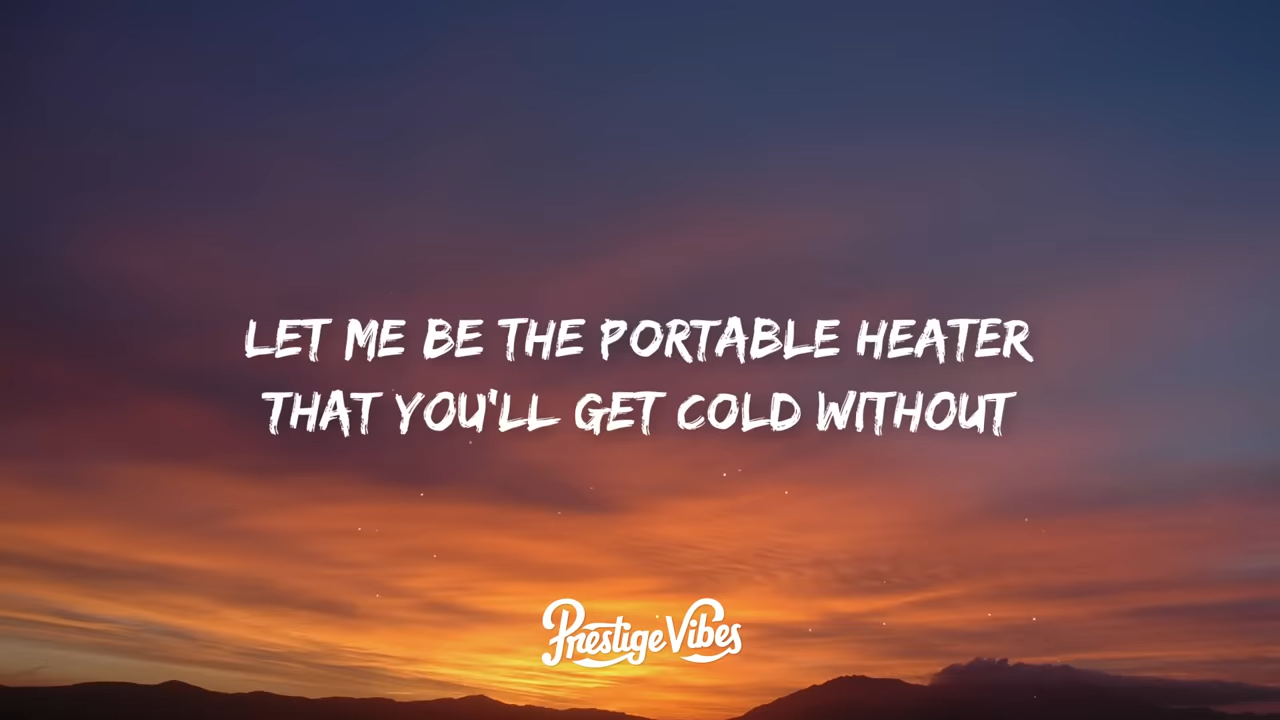 LET ME BE THE PORTABLE HEATER
THAT YOU'LL GET COLD WITHOUT
Prestige Vibes